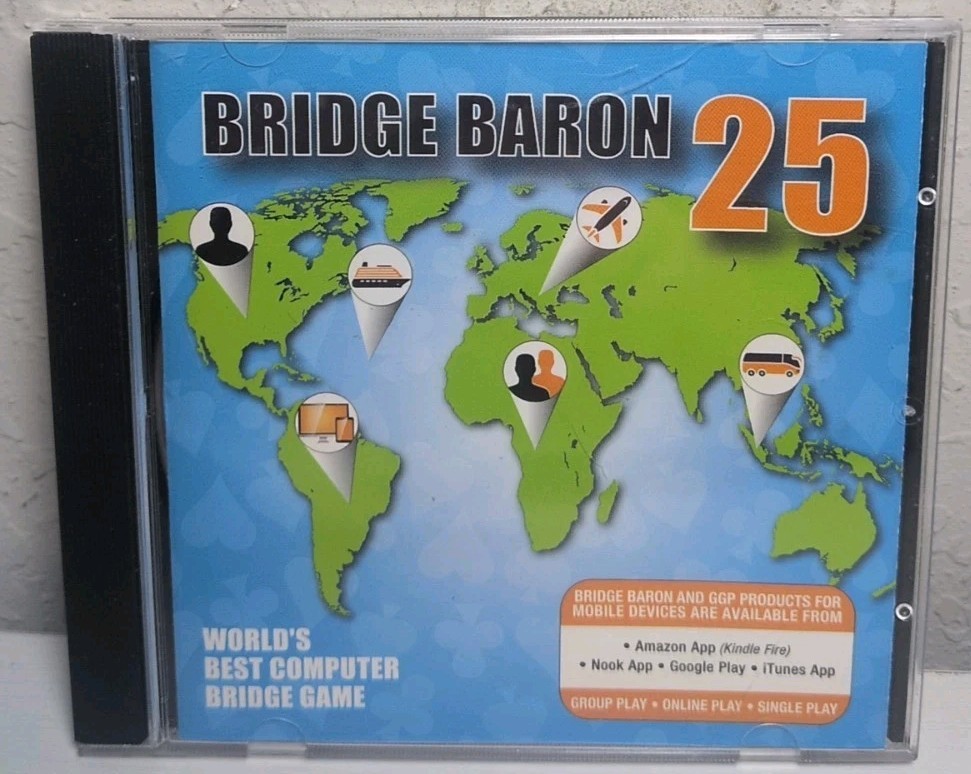 BRIDGE BARON 25
WORLD'S
BEST COMPUTER
BRIDGE GAME
BRIDGE BARON AND GGP PRODUCTS FOR
MOBILE DEVICES ARE AVAILABLE FROM
• Amazon App (Kindle Fire)
• Nook App • Google Play • iTunes App
GROUP PLAY • ONLINE PLAY • SINGLE PLAY